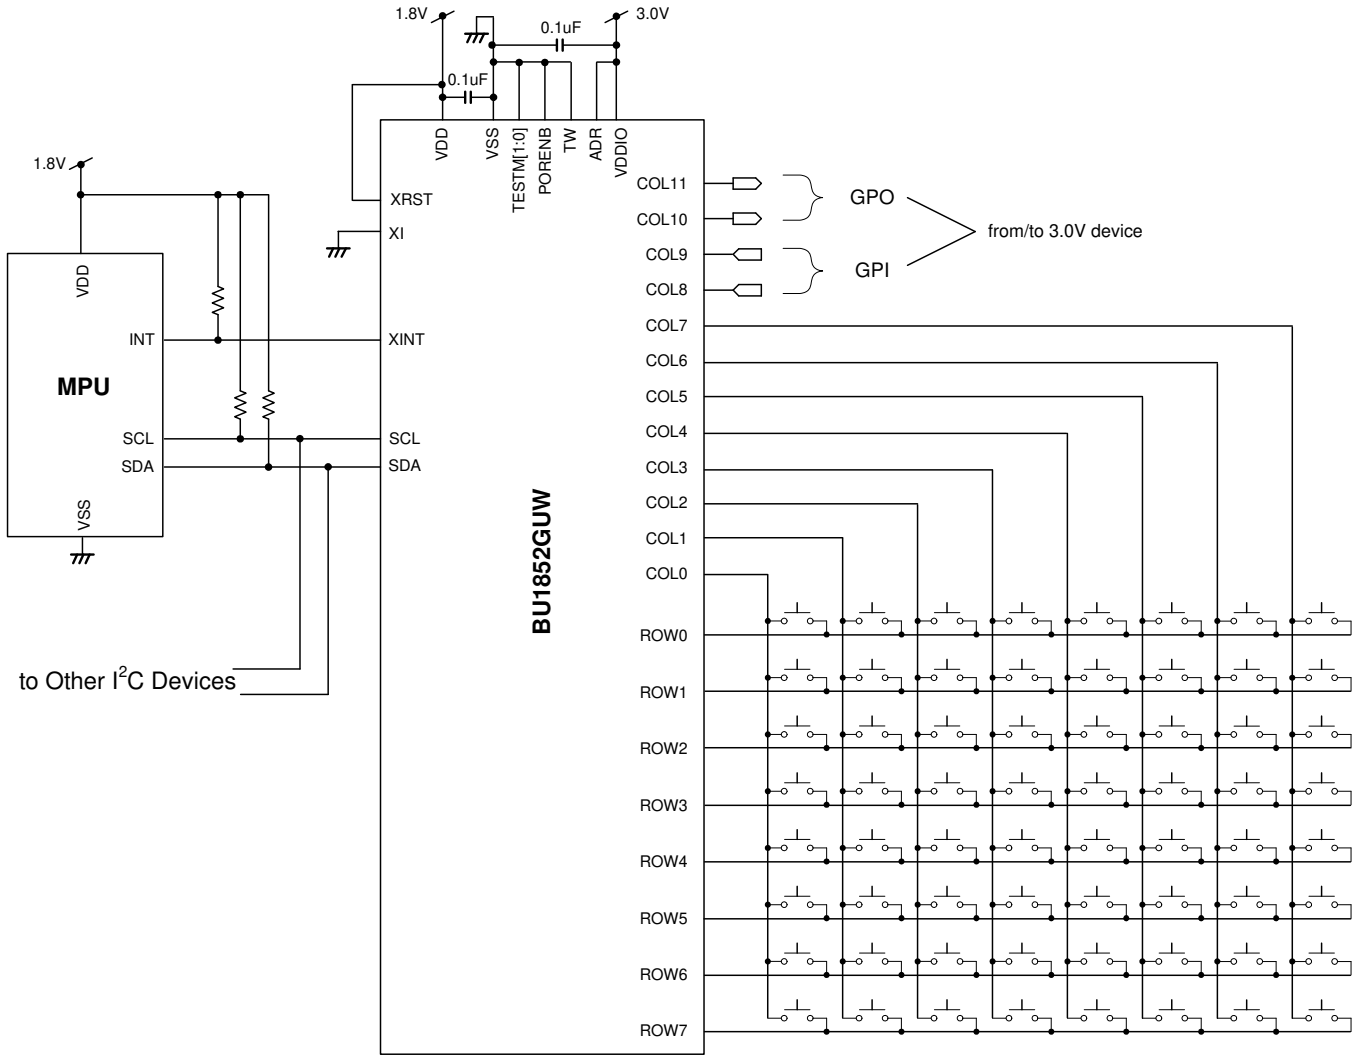 1.8V
3.0V
0.1uF
0.1uF
VDD
VSS
TESTM[1:0]
PORENB
TW
ADR
VDDIO
1.8V
VDD
INT
MPU
SCL
SDA
VSS
XRST
XI
XINT
SCL
SDA
BU1852GUW
COL11
COL10
COL9
COL8
COL7
COL6
COL5
COL4
COL3
COL2
COL1
COL0
ROW0
ROW1
ROW2
ROW3
ROW4
ROW5
ROW6
ROW7
GPO
GPI
from/to 3.0V device
to Other I²C Devices